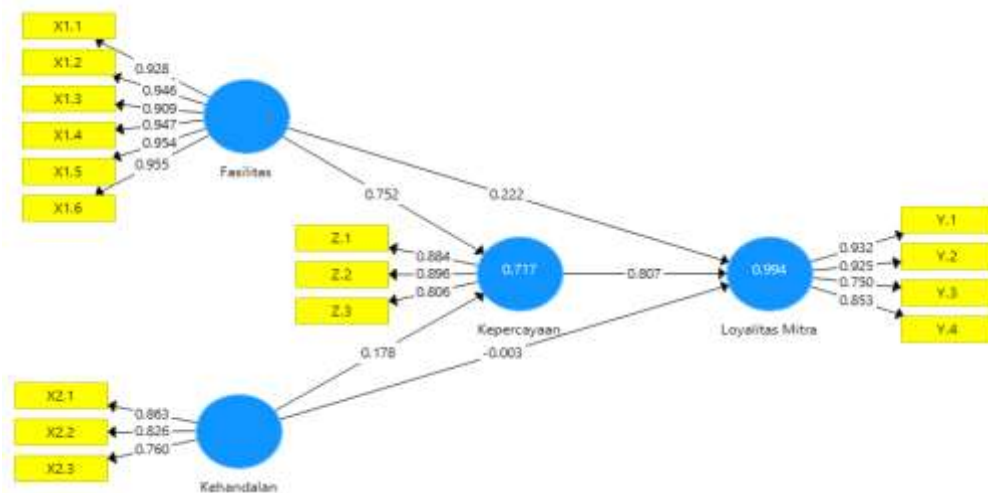 X1.1
X1.2
X1.3
X1.4
X1.5
X1.6
0.928
0.946
0.909
0.947
0.954
0.955
Fasilitas
0.752
0.222
Z.1
Z.2
Z.3
0.884
0.896
0.806
0.717
Kepercayaan
0.807
0.994
Loyalitas Mitra
0.932
0.925
0.750
0.853
Y.1
Y.2
Y.3
Y.4
0.178
-0.003
X2.1
X2.2
X2.3
0.863
0.826
0.760
Kehandalan